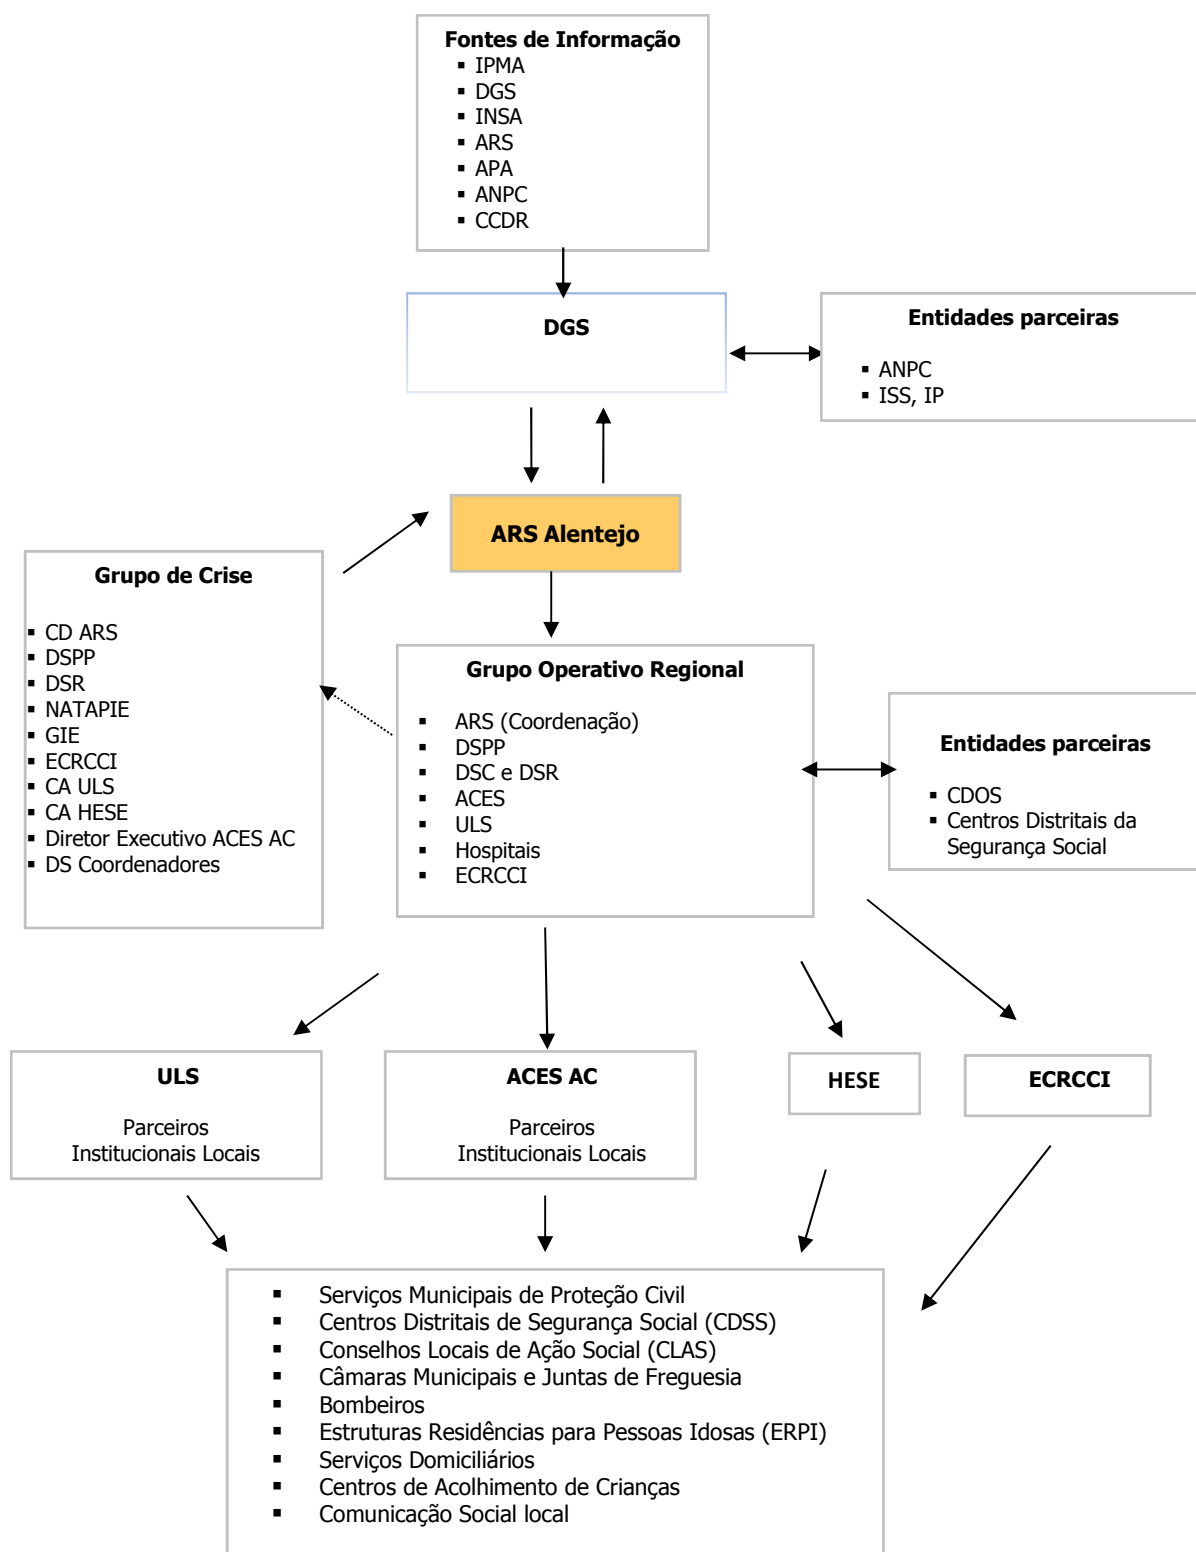 Fontes de Informação
▪ IPMA
▪ DGS
▪ INSA
▪ ARS
▪ APA
▪ ANPC
▪ CCDR
DGS
Entidades parceiras
▪ ANPC
▪ ISS, IP
ARS Alentejo
Grupo de Crise
▪ CD ARS
▪ DSPP
▪ DSR
▪ NATAPIE
▪ GIE
▪ ECRCCI
▪ CA ULS
▪ CA HESE
▪ Diretor Executivo ACES AC
▪ DS Coordenadores
Grupo Operativo Regional
▪ ARS (Coordenação)
▪ DSPP
▪ DSC e DSR
▪ ACES
▪ ULS
▪ Hospitais
▪ ECRCCI
Entidades parceiras
▪ CDOS
▪ Centros Distritais da
Segurança Social
ULS
Parceiros
Institucionais Locais
ACES AC
Parceiros
Institucionais Locais
HESE
ECRCCI
▪ Serviços Municipais de Proteção Civil
▪ Centros Distritais de Segurança Social (CDSS)
▪ Conselhos Locais de Ação Social (CLAS)
▪ Câmaras Municipais e Juntas de Freguesia
▪ Bombeiros
▪ Estruturas Residências para Pessoas Idosas (ERPI)
▪ Serviços Domiciliários
▪ Centros de Acolhimento de Crianças
▪ Comunicação Social local